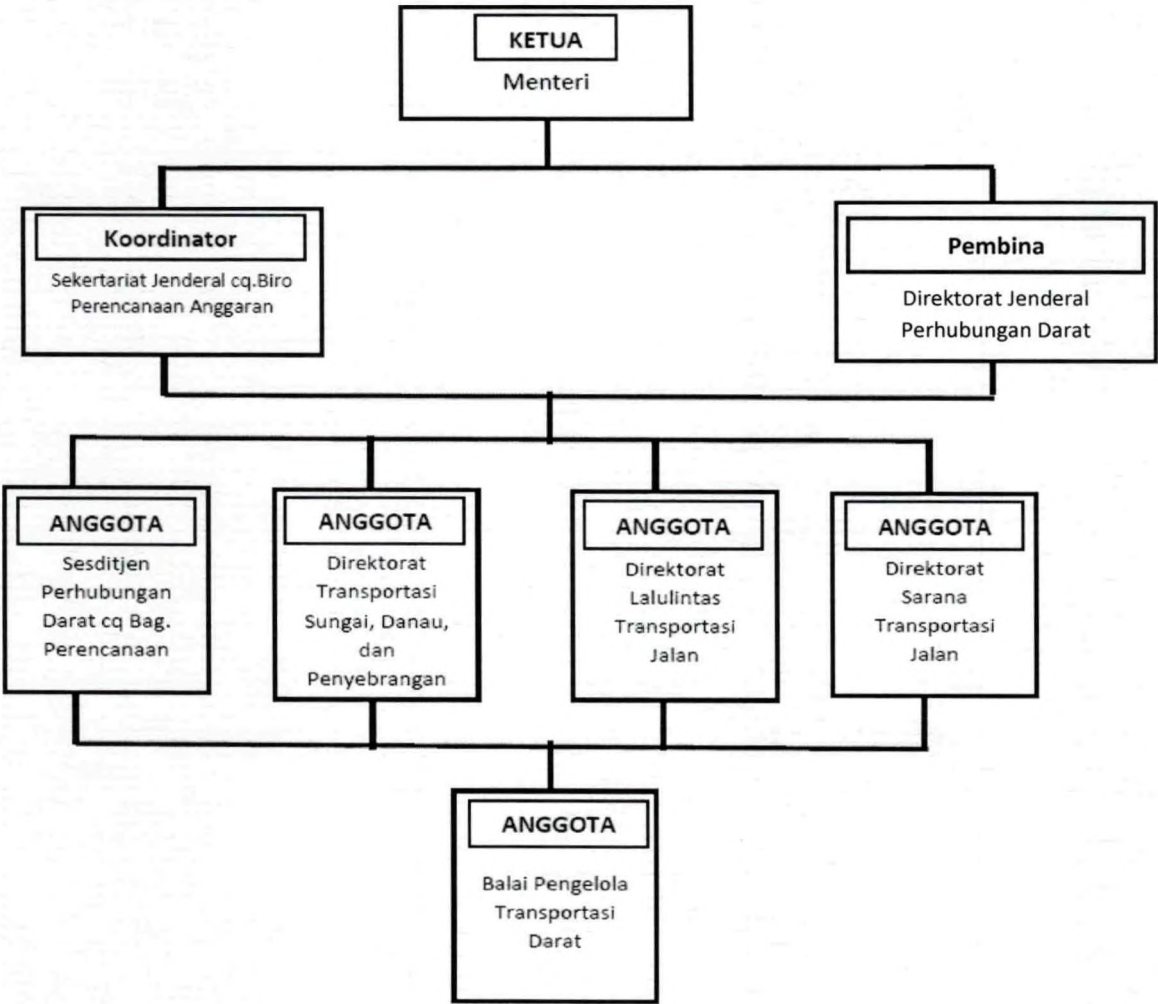 KETUA
Menteri
Koordinator
Sekertariat Jenderal cq.Biro
Perencanaan Anggaran
Pembina
Direktorat Jenderal
Perhubungan Darat
ANGGOTA
Sesditjen
Perhubungan
Darat cq Bag.
Perencanaan
ANGGOTA
Direktorat
Transportasi
Sungai, Danau,
dan
Penyebrangan
ANGGOTA
Direktorat
Lalulintas
Transportasi
Jalan
ANGGOTA
Direktorat
Sarana
Transportasi
Jalan
ANGGOTA
Balai Pengelola
Transportasi
Darat